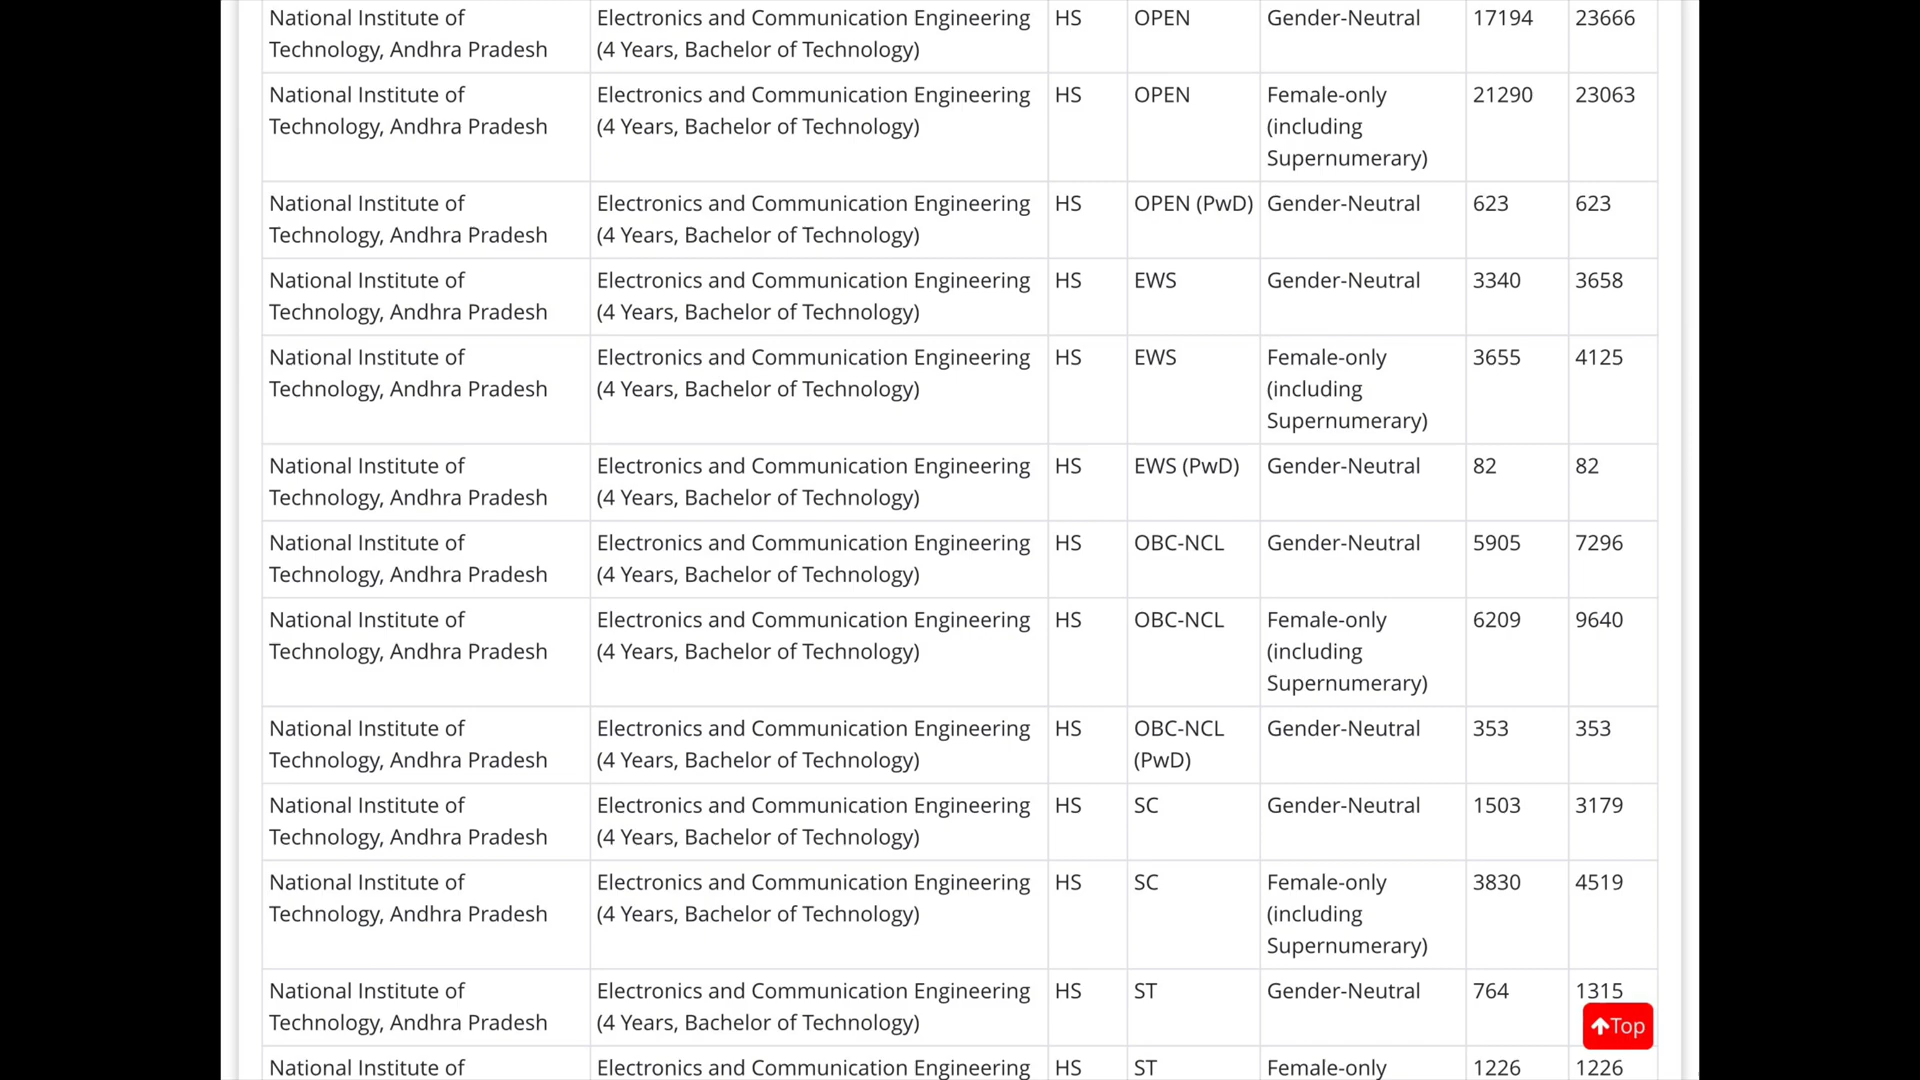 National Institute of Electronics and Communication Engineering HS OPEN Gender-Neutral 17194 23666
Technology, Andhra Pradesh (4 Years, Bachelor of Technology)
National Institute of Electronics and Communication Engineering HS OPEN Female-only 21290 23063
Technology, Andhra Pradesh (4 Years, Bachelor of Technology) (including
Supernumerary)
National Institute of Electronics and Communication Engineering HS OPEN (PwD) Gender-Neutral 623 623
Technology, Andhra Pradesh (4 Years, Bachelor of Technology)
National Institute of Electronics and Communication Engineering HS EWS Gender-Neutral 3340 3658
Technology, Andhra Pradesh (4 Years, Bachelor of Technology)
National Institute of Electronics and Communication Engineering HS EWS Female-only 3655 4125
Technology, Andhra Pradesh (4 Years, Bachelor of Technology) (including
Supernumerary)
National Institute of Electronics and Communication Engineering HS EWS (PwD) Gender-Neutral 82 82
Technology, Andhra Pradesh (4 Years, Bachelor of Technology)
National Institute of Electronics and Communication Engineering HS OBC-NCL Gender-Neutral 5905 7296
Technology, Andhra Pradesh (4 Years, Bachelor of Technology)
National Institute of Electronics and Communication Engineering HS OBC-NCL Female-only 6209 9640
Technology, Andhra Pradesh (4 Years, Bachelor of Technology) (including
Supernumerary)
National Institute of Electronics and Communication Engineering HS OBC-NCL Gender-Neutral 353 353
Technology, Andhra Pradesh (4 Years, Bachelor of Technology) (PwD)
National Institute of Electronics and Communication Engineering HS SC Gender-Neutral 1503 3179
Technology, Andhra Pradesh (4 Years, Bachelor of Technology)
National Institute of Electronics and Communication Engineering HS SC Female-only 3830 4519
Technology, Andhra Pradesh (4 Years, Bachelor of Technology) (including
Supernumerary)
National Institute of Electronics and Communication Engineering HS ST Gender-Neutral 764 1315
Technology, Andhra Pradesh (4 Years, Bachelor of Technology) Top
National Institute of Electronics and Communication Engineering HS ST Female-only 1226 1226